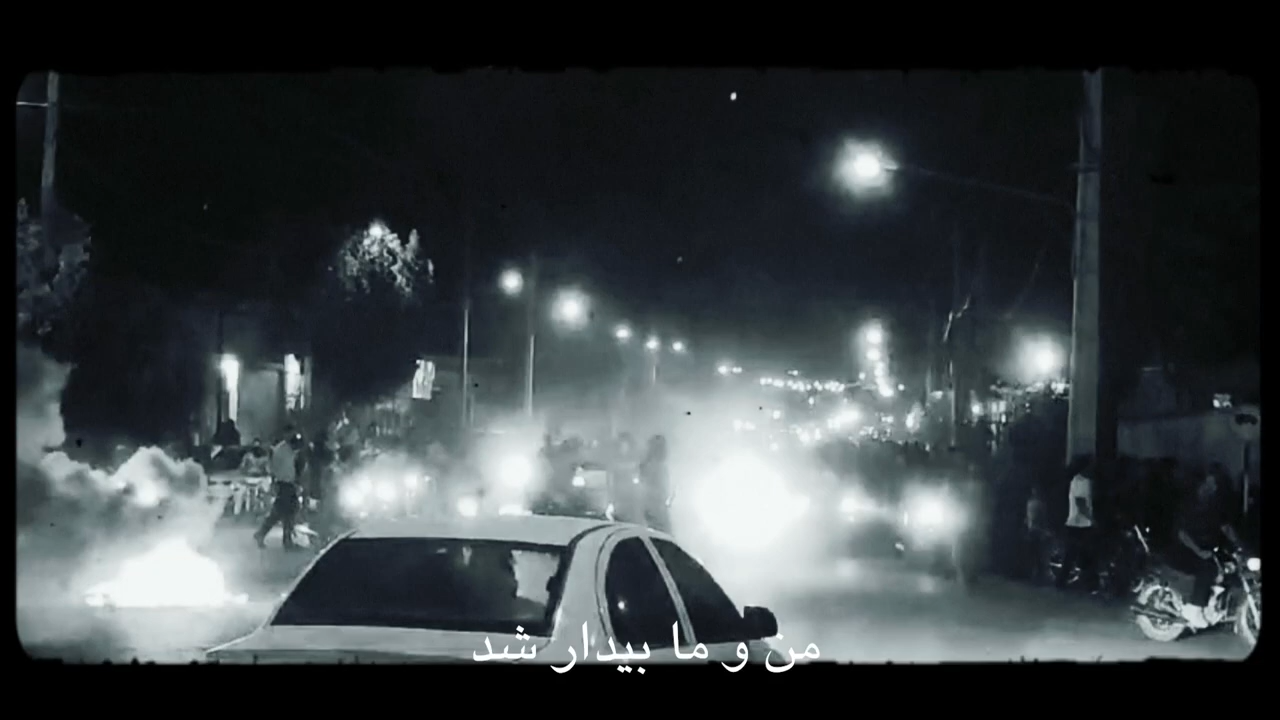 من و ما بیدار شد